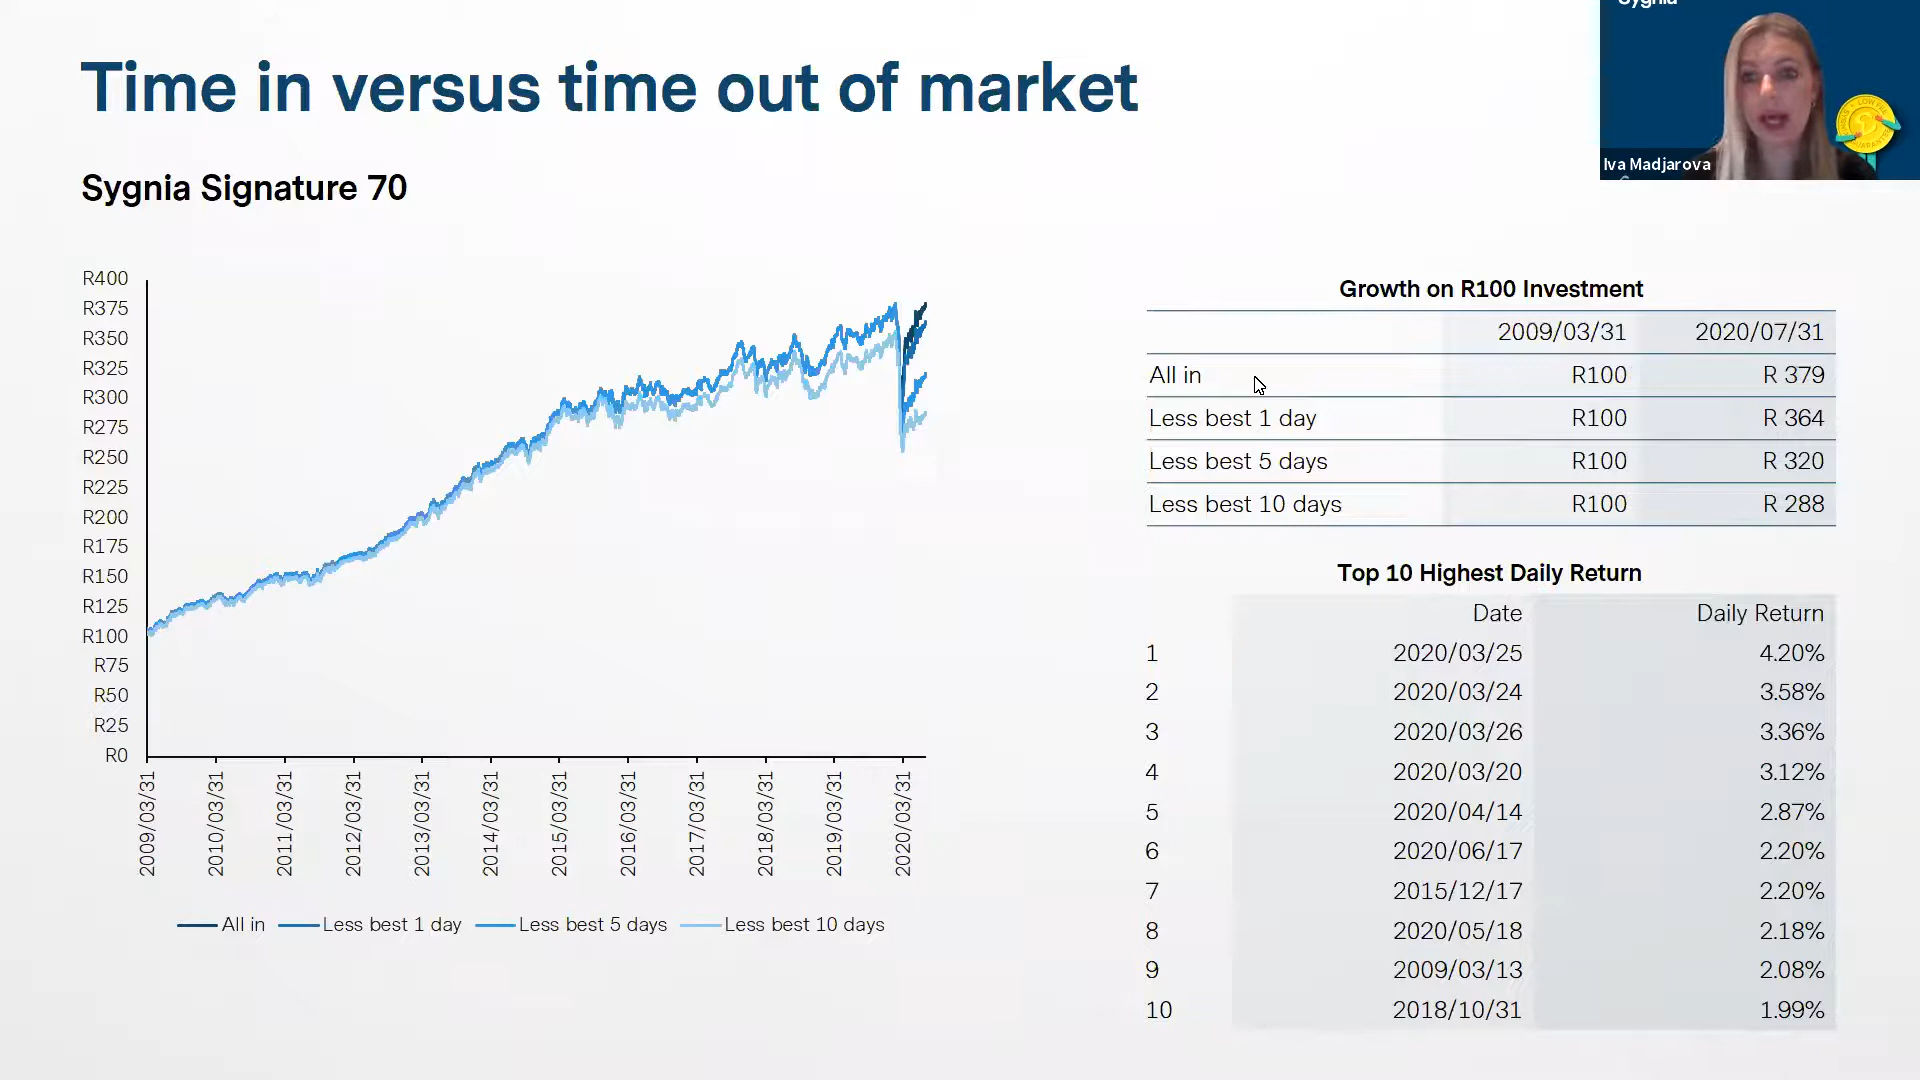 Sygnia
Time in versus time out of market
Iva Madjarova
Sygnia Signature 70
R400
R375
R350
R325
R300
R275
R250
R225
R200
R175
R150
R125
R100
R75
R50
R25
R0
2009/03/31
2010/03/31
2011/03/31
2012/03/31
2013/03/31
2014/03/31
2015/03/31
2016/03/31
2017/03/31
2018/03/31
2019/03/31
2020/03/31
All in Less best 1 day Less best 5 days Less best 10 days
Growth on R100 Investment
2009/03/31 2020/07/31
All in R100 R 379
Less best 1 day R100 R 364
Less best 5 days R100 R 320
Less best 10 days R100 R 288
Top 10 Highest Daily Return
Date Daily Return
1 2020/03/25 4.20%
2 2020/03/24 3.58%
3 2020/03/26 3.36%
4 2020/03/20 3.12%
5 2020/04/14 2.87%
6 2020/06/17 2.20%
7 2015/12/17 2.20%
8 2020/05/18 2.18%
9 2009/03/13 2.08%
10 2018/10/31 1.99%